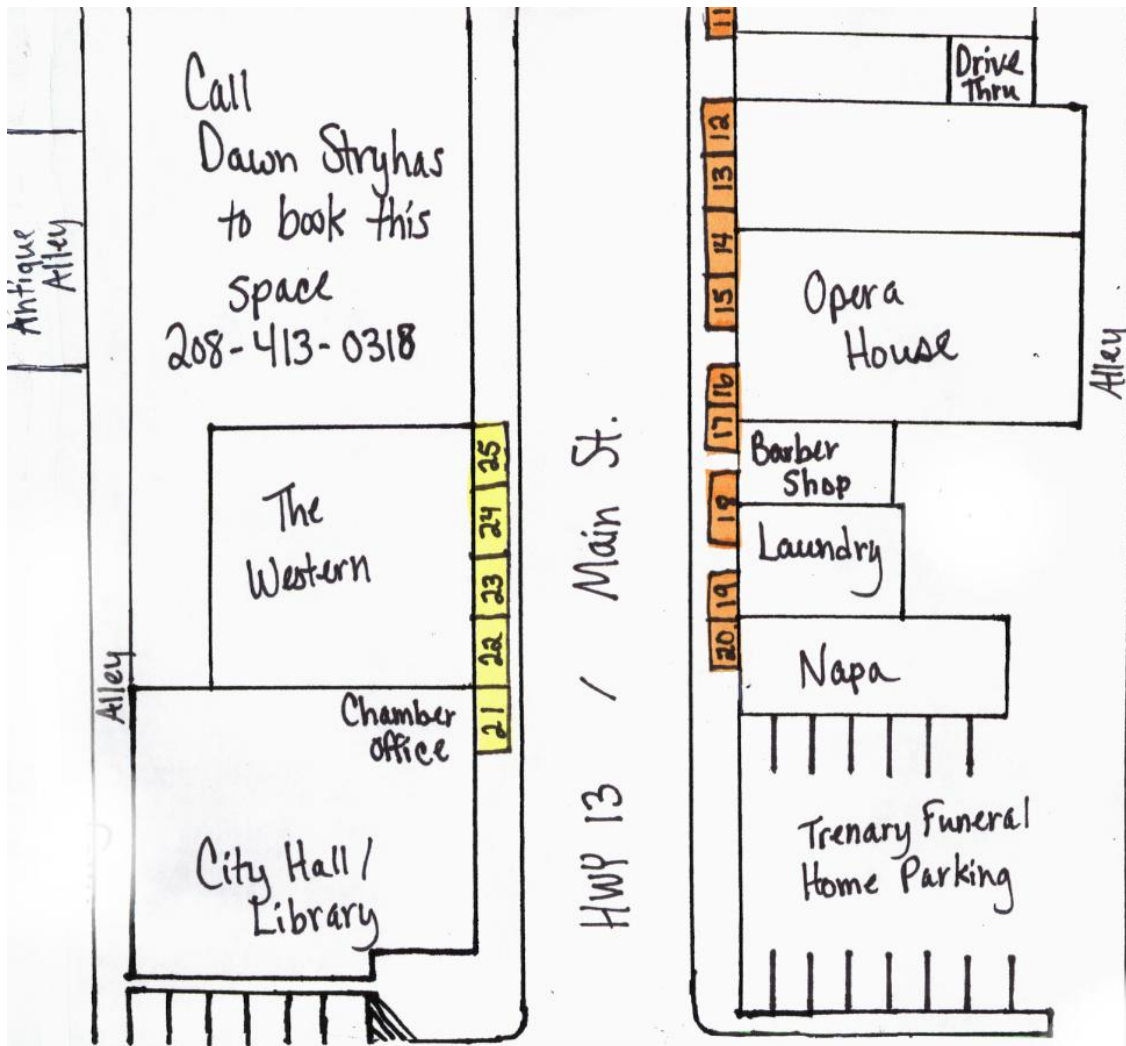 Call
Dawn Stryhas
to book this
space
208-413-0318
Antique
Alley
The
Western
Alley
Chamber
Office
City Hall /
Library
25
24
23
22
21
HWY 13 / Main St.
11
12
13
14
15
16
17
18
19
20
Drive
Thru
Opera
House
Alley
Barber
Shop
Laundry
Napa
Trenary Funeral
Home Parking